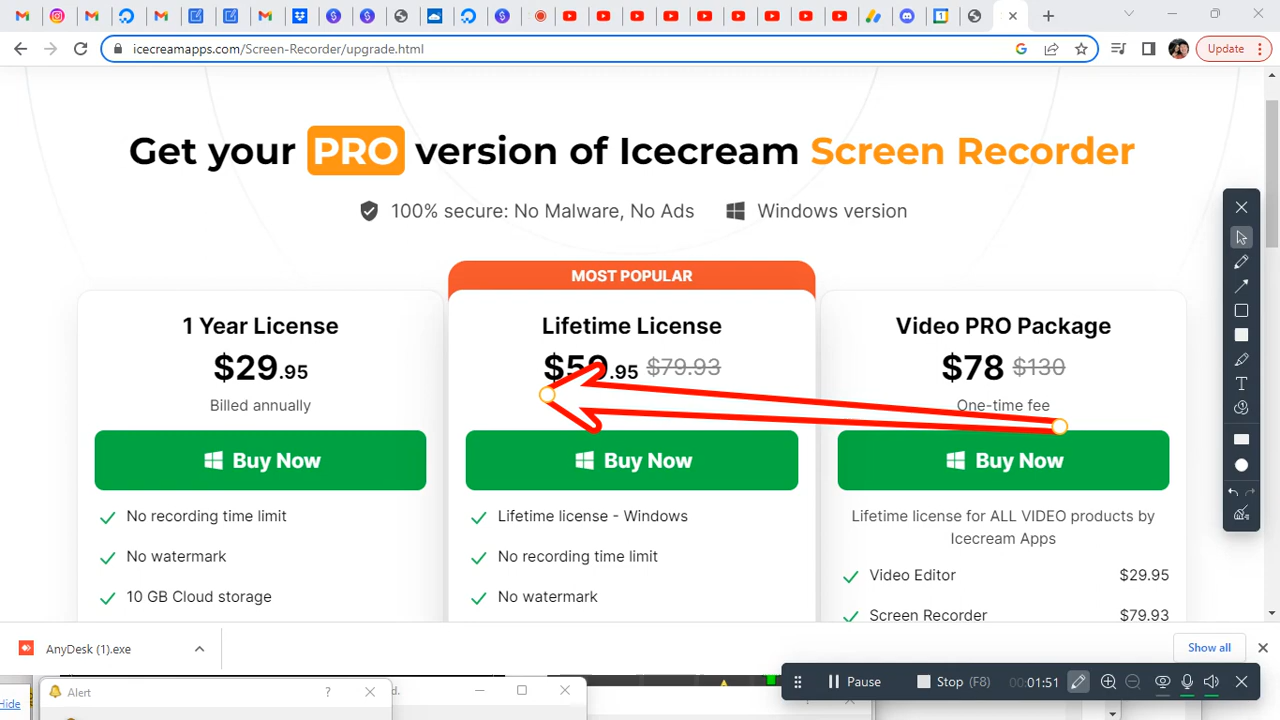 icecreamapps.com/Screen-Recorder/upgrade.html
Update
Get your PRO version of Icecream Screen Recorder
100% secure: No Malware, No Ads
Windows version
1 Year License
$29.95
Billed annually
Buy Now
No recording time limit
No watermark
10 GB Cloud storage
MOST POPULAR
Lifetime License
$59.95 $79.93
Buy Now
Lifetime license - Windows
No recording time limit
No watermark
Video PRO Package
$78 $130
One-time fee
Buy Now
Lifetime license for ALL VIDEO products by
Icecream Apps
Video Editor $29.95
Screen Recorder $79.93
T
AnyDesk (1).exe
Show all
Pause
Stop (F8)
00:01:51
Hide
Alert
?
d.